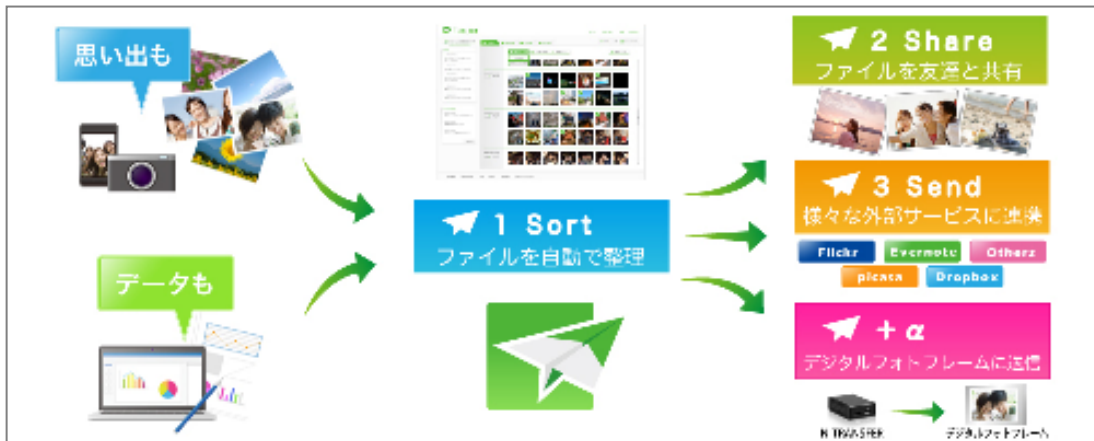 思い出も
データも
1 Sort
ファイルを自動で整理
2 Share
ファイルを友達と共有
3 Send
様々な外部サービスに連携
Flickr Evernote Others
picasa Dropbox
+ α
デジタルフォトフレームに送信
N TRANSFER デジタルフォトフレーム